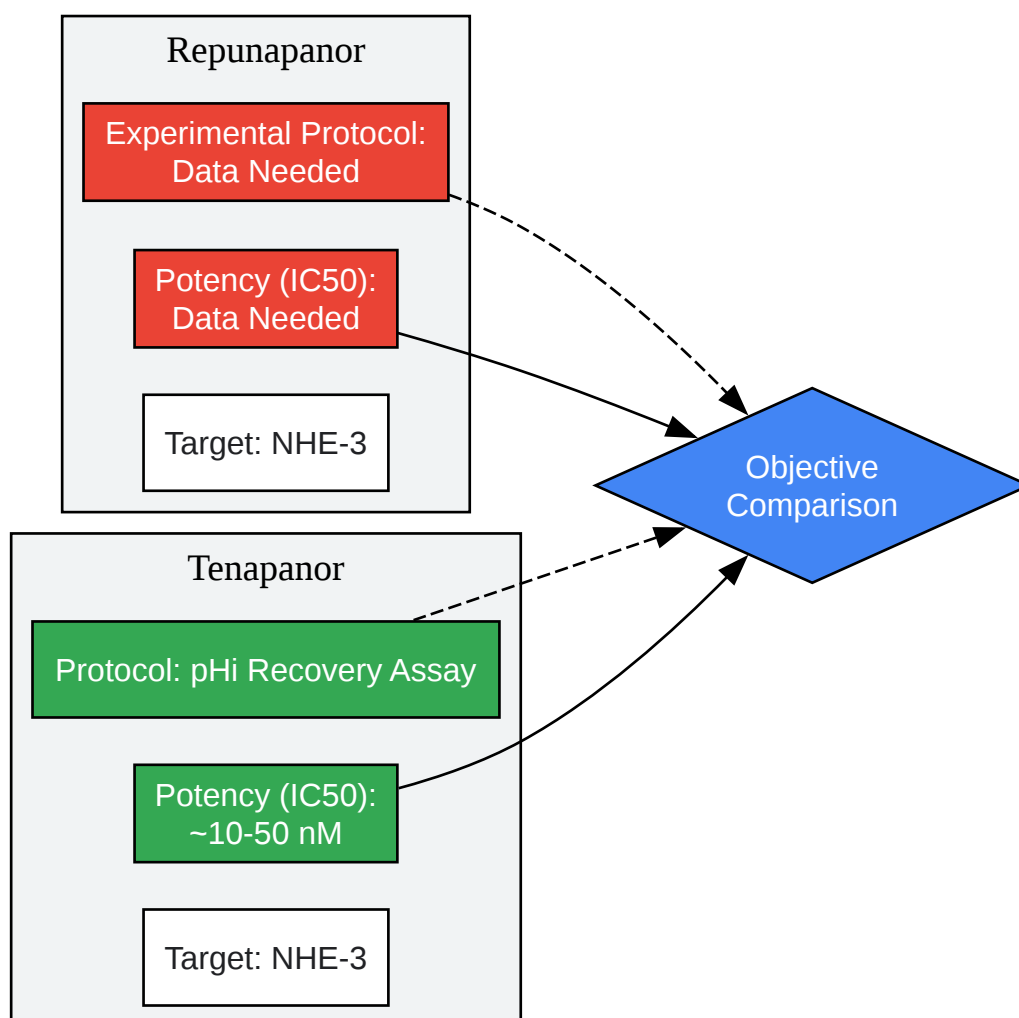 Repunapanor
Experimental Protocol:
Data Needed
Potency (IC50):
Data Needed
Target: NHE-3
Objective
Comparison
Tenapanor
Protocol: pHi Recovery Assay
Potency (IC50):
~10-50 nM
Target: NHE-3